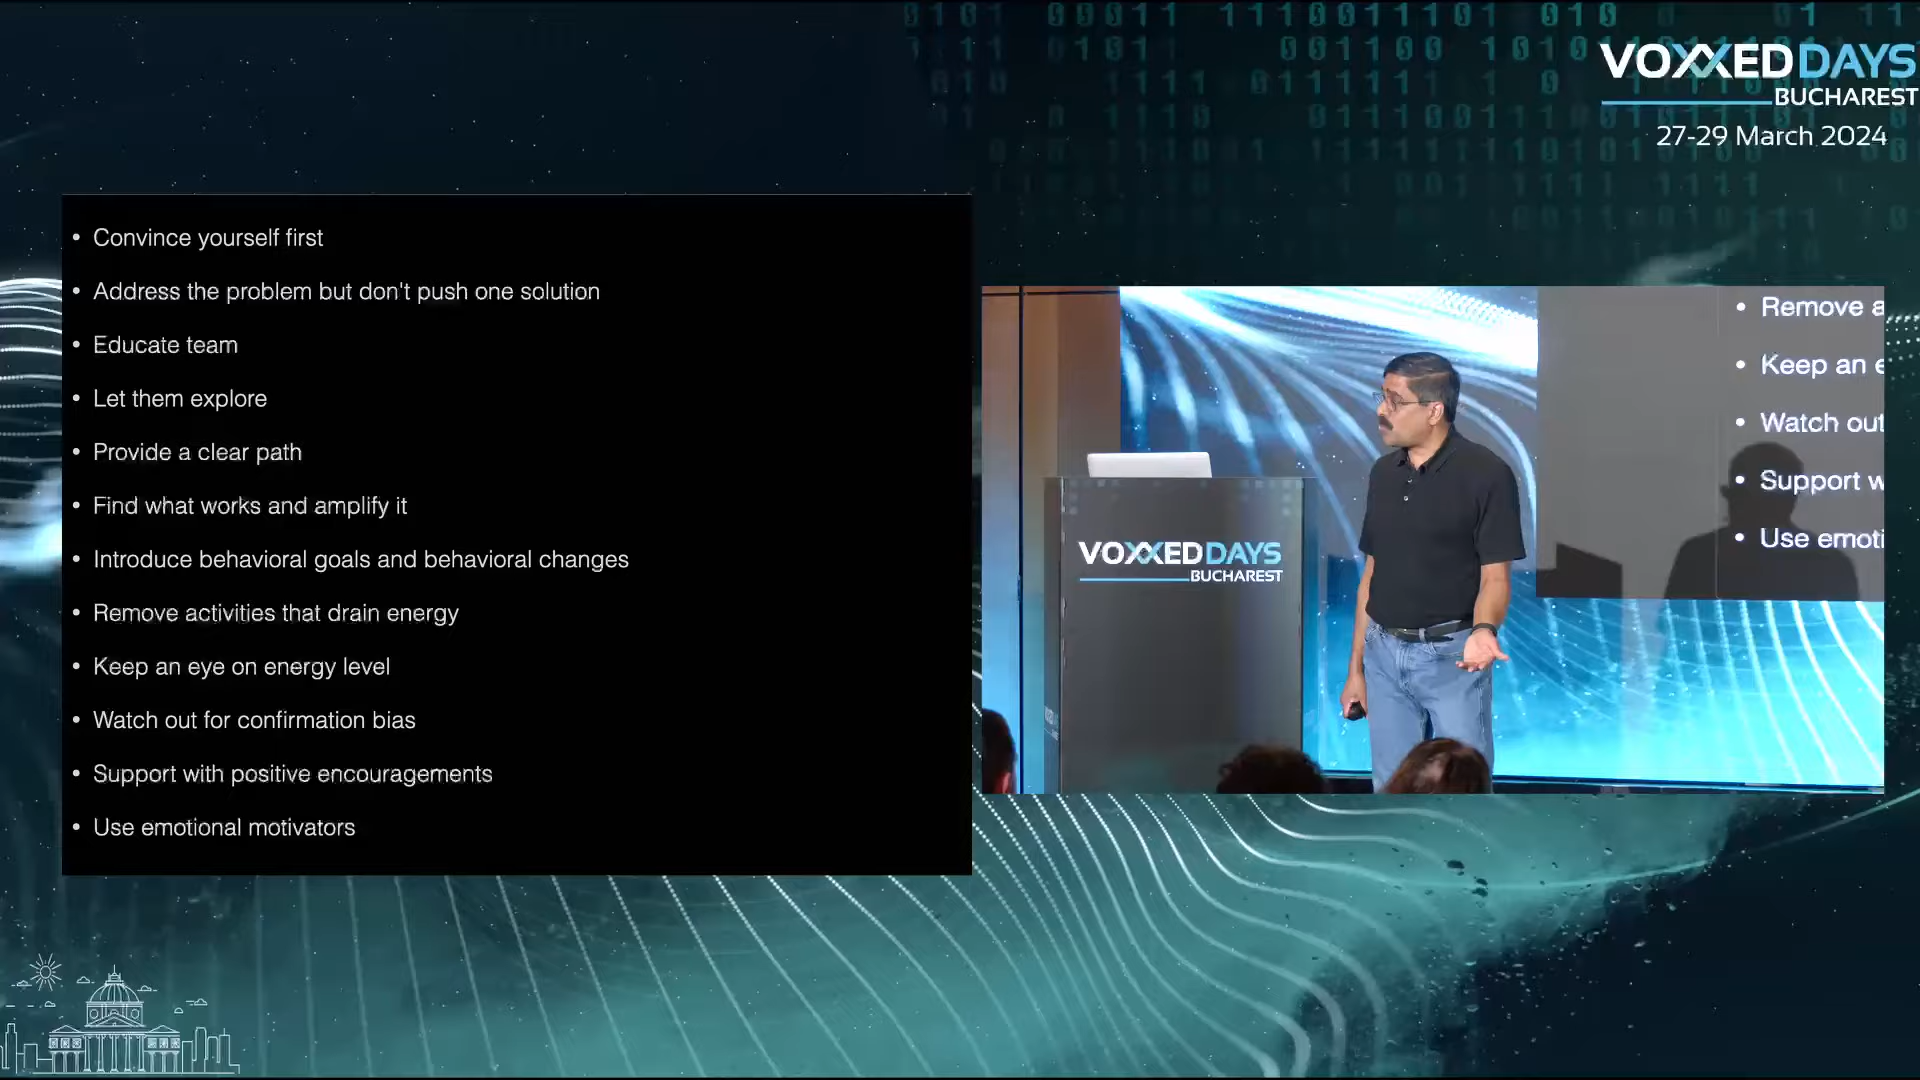 VOXXEDDAYS
BUCHAREST
27-29 March 2024
• Convince yourself first
• Address the problem but don't push one solution
• Educate team
• Let them explore
• Provide a clear path
• Find what works and amplify it
• Introduce behavioral goals and behavioral changes
• Remove activities that drain energy
• Keep an eye on energy level
• Watch out for confirmation bias
• Support with positive encouragements
• Use emotional motivators
• Remove a
• Keep an e
• Watch out
• Support w
• Use emoti
VOXXEDDAYS
BUCHAREST